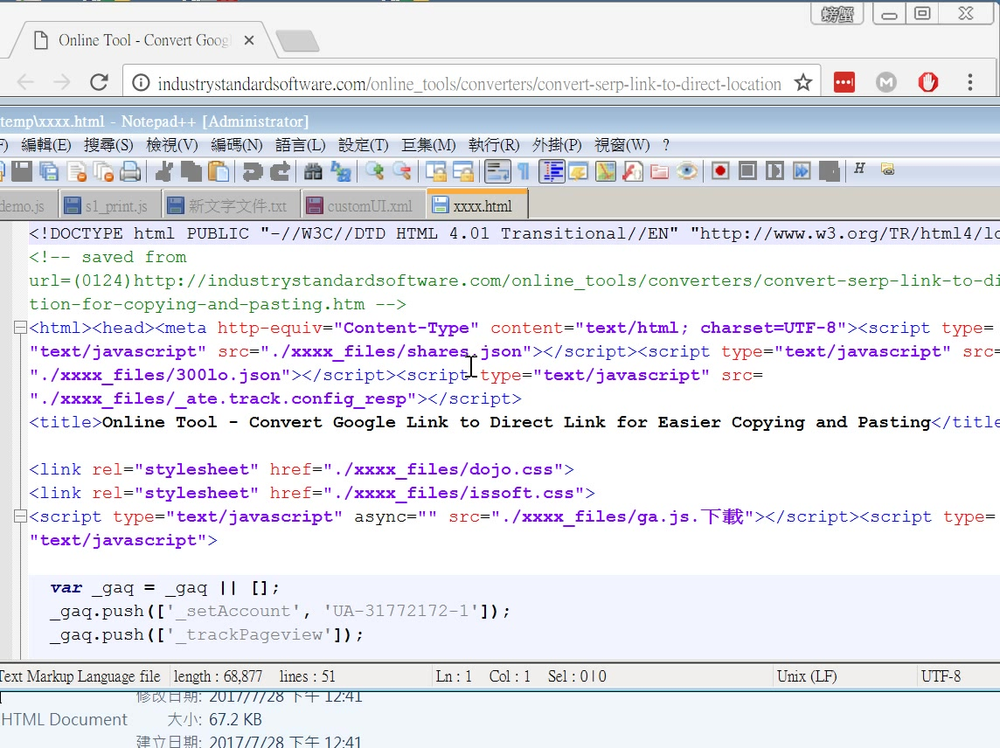 螃蟹
Online Tool - Convert Goog
industrystandardsoftware.com/online_tools/converters/convert-serp-link-to-direct-location
temp\xxxx.html - Notepad++ [Administrator]
F) 編輯(E) 搜尋(S) 檢視(V) 編碼(N) 語言(L) 設定(T) 巨集(M) 執行(R) 外掛(P) 視窗(W) ?
demo.js s1_print.js 新文字文件.txt customUI.xml xxxx.html
<!DOCTYPE html PUBLIC "-//W3C//DTD HTML 4.01 Transitional//EN" "http://www.w3.org/TR/html4/lo
<!-- saved from
url=(0124)http://industrystandardsoftware.com/online_tools/converters/convert-serp-link-to-di
tion-for-copying-and-pasting.htm -->
<html><head><meta http-equiv="Content-Type" content="text/html; charset=UTF-8"><script type=
"text/javascript" src="./xxxx_files/shares.json"></script><script type="text/javascript" src=
"./xxxx_files/300lo.json"></script><script type="text/javascript" src=
"./xxxx_files/_ate.track.config_resp"></script>
<title>Online Tool - Convert Google Link to Direct Link for Easier Copying and Pasting</title
<link rel="stylesheet" href="./xxxx_files/dojo.css">
<link rel="stylesheet" href="./xxxx_files/issoft.css">
<script type="text/javascript" async="" src="./xxxx_files/ga.js.下載"></script><script type=
"text/javascript">
var _gaq = _gaq || [];
_gaq.push(['_setAccount', 'UA-31772172-1']);
_gaq.push(['_trackPageview']);
Text Markup Language file length : 68,877 lines : 51 Ln : 1 Col : 1 Sel : 0 | 0 Unix (LF) UTF-8
修改日期: 2017/7/28 下午 12:41
HTML Document 大小: 67.2 KB
建立日期: 2017/7/28 下午 12:41